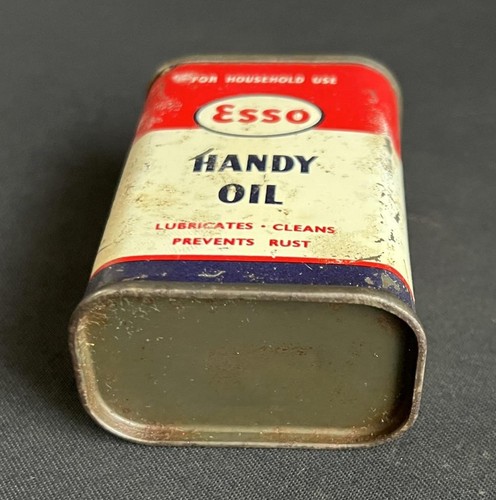 FOR HOUSEHOLD USE
Esso
HANDY
OIL
LUBRICATES · CLEANS
PREVENTS RUST